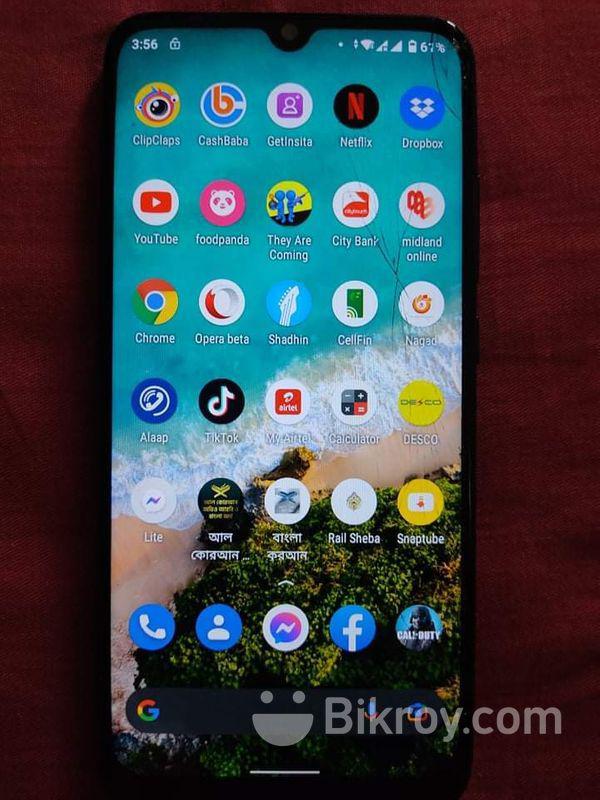 3:56 67%
ClipClaps CashBaba GetInsita Netflix Dropbox
YouTube foodpanda They Are Coming City Bank midland online
citytouch
Chrome Opera beta Shadhin CellFin Nagad
airtel DESCO
Alaap TikTok My Airtel Calculator DESCO
Lite আল কোরআন ... বাংলা কুরআন Rail Sheba Snaptube
CALL DUTY
Bikroy.com